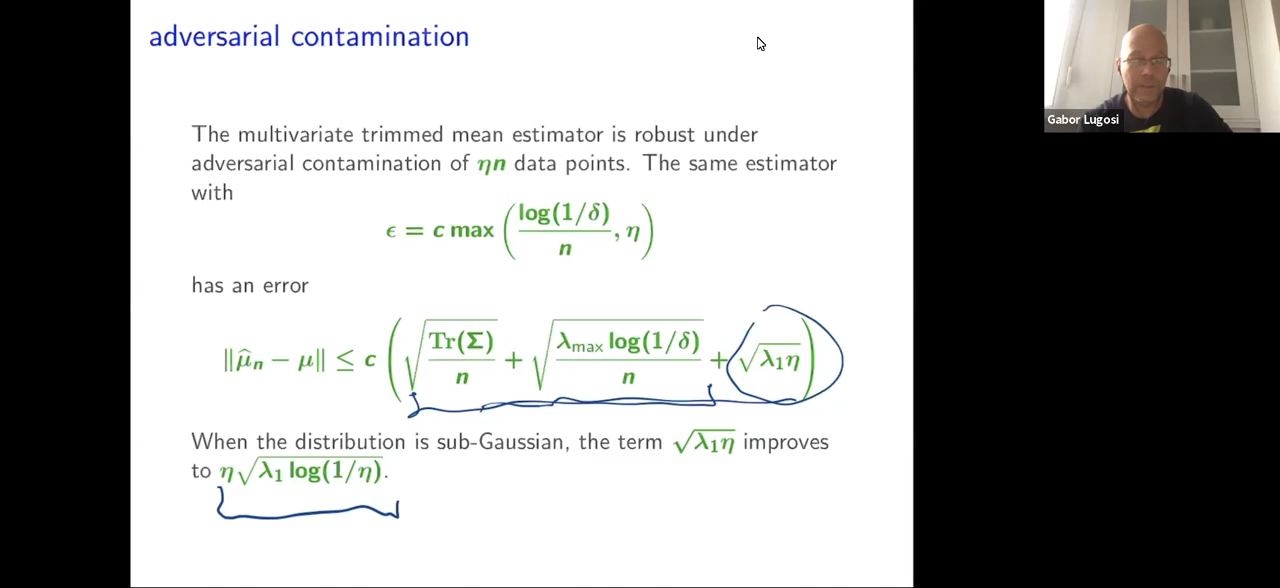 adversarial contamination
The multivariate trimmed mean estimator is robust under
adversarial contamination of ηn data points. The same estimator
with
ϵ = c max ( log(1/δ) / n , η )
has an error
‖μ̂ₙ − μ‖ ≤ c ( √(Tr(Σ) / n) + √(λmax log(1/δ) / n) + √(λ₁η) )
When the distribution is sub-Gaussian, the term √(λ₁η) improves
to η√(λ₁ log(1/η)).
Gabor Lugosi